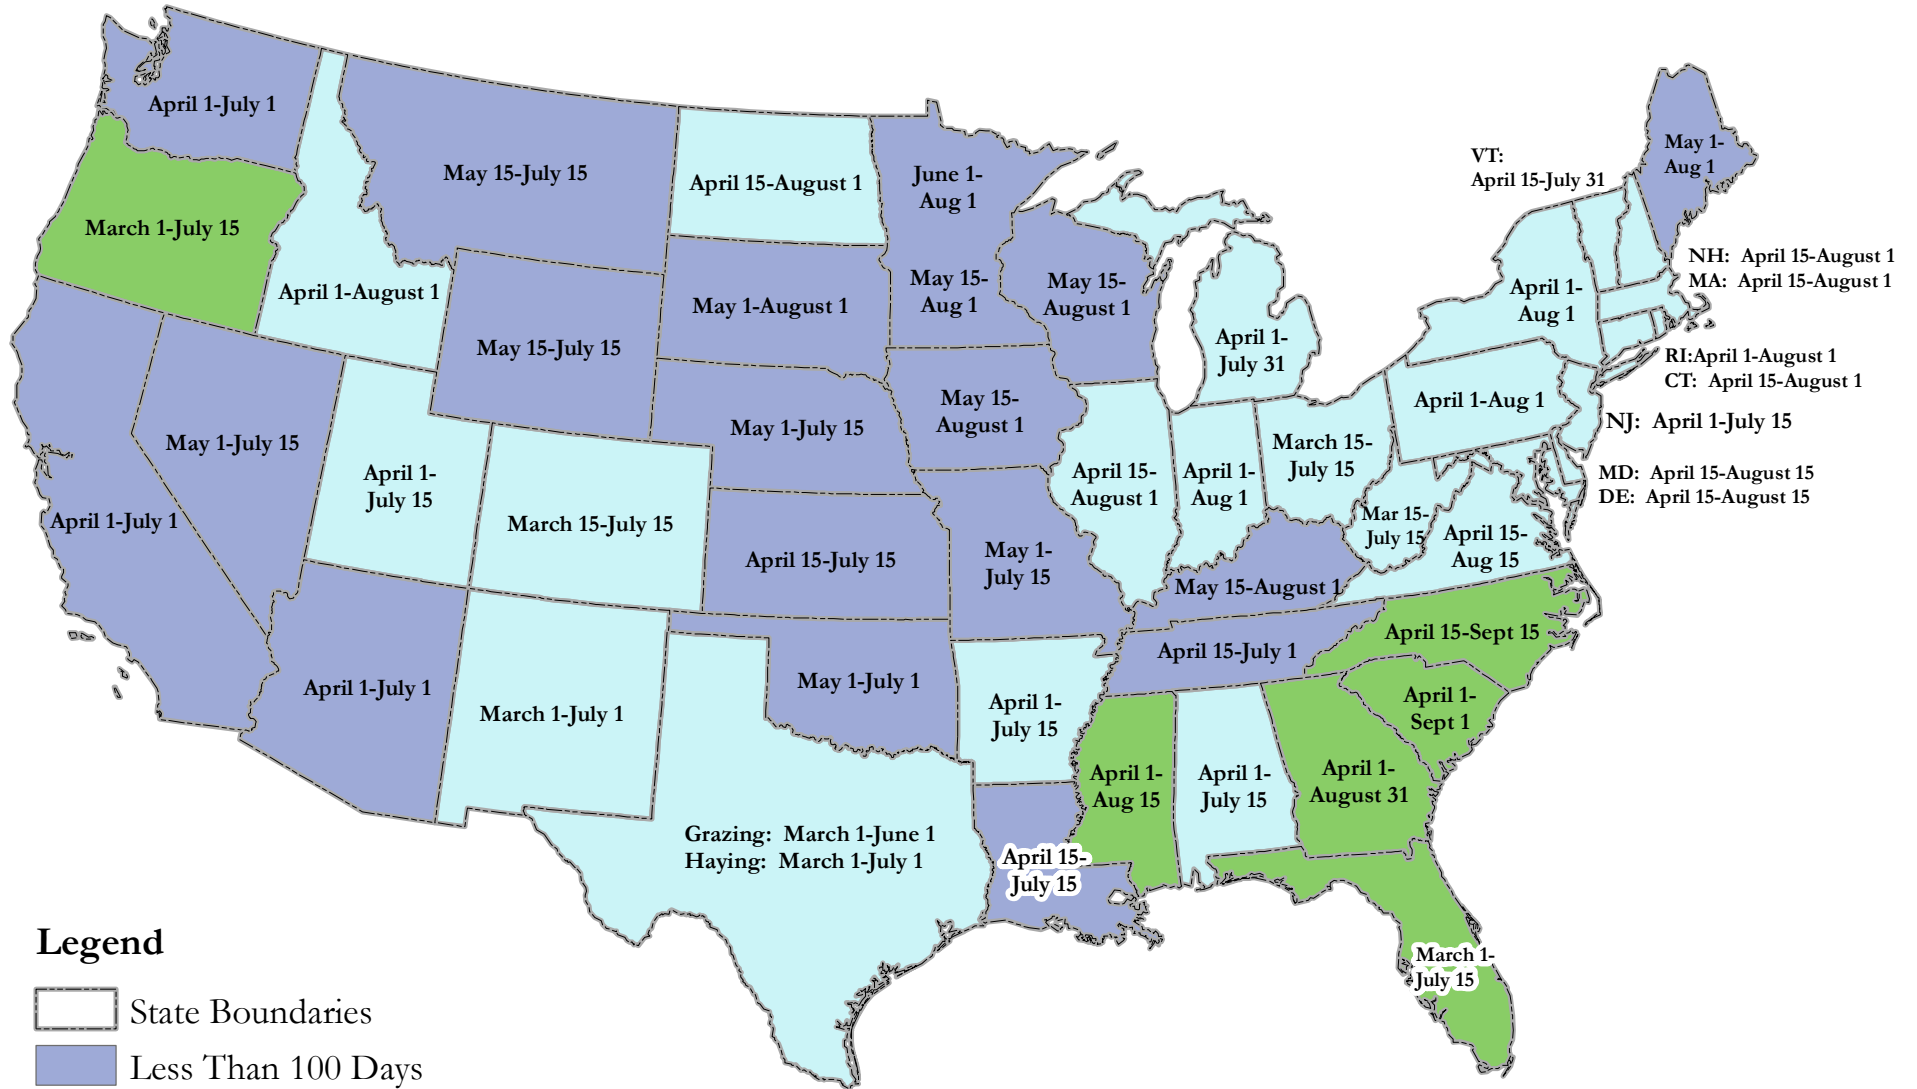 April 1-July 1
March 1-July 15
April 1-July 1
May 1-July 15
April 1-August 1
May 15-July 15
May 15-July 15
April 1-
July 15
March 15-July 15
April 1-July 1
March 1-July 1
April 15-August 1
May 1-August 1
May 1-July 15
April 15-July 15
May 1-July 1
Grazing: March 1-June 1
Haying: March 1-July 1
June 1-
Aug 1
May 15-
Aug 1
May 15-
August 1
May 1-
July 15
April 1-
July 15
April 15-
July 15
May 15-
August 1
April 15-
August 1
April 1-
July 31
April 1-
Aug 1
March 15-
July 15
May 15-August 1
April 15-July 1
April 1-
Aug 15
April 1-
July 15
April 1-
August 31
March 1-
July 15
April 1-
Sept 1
April 15-Sept 15
April 15-
Aug 15
Mar 15-
July 15
April 1-Aug 1
April 1-
Aug 1
VT:
April 15-July 31
May 1-
Aug 1
NH: April 15-August 1
MA: April 15-August 1
RI:April 1-August 1
CT: April 15-August 1
NJ: April 1-July 15
MD: April 15-August 15
DE: April 15-August 15
Legend
State Boundaries
Less Than 100 Days